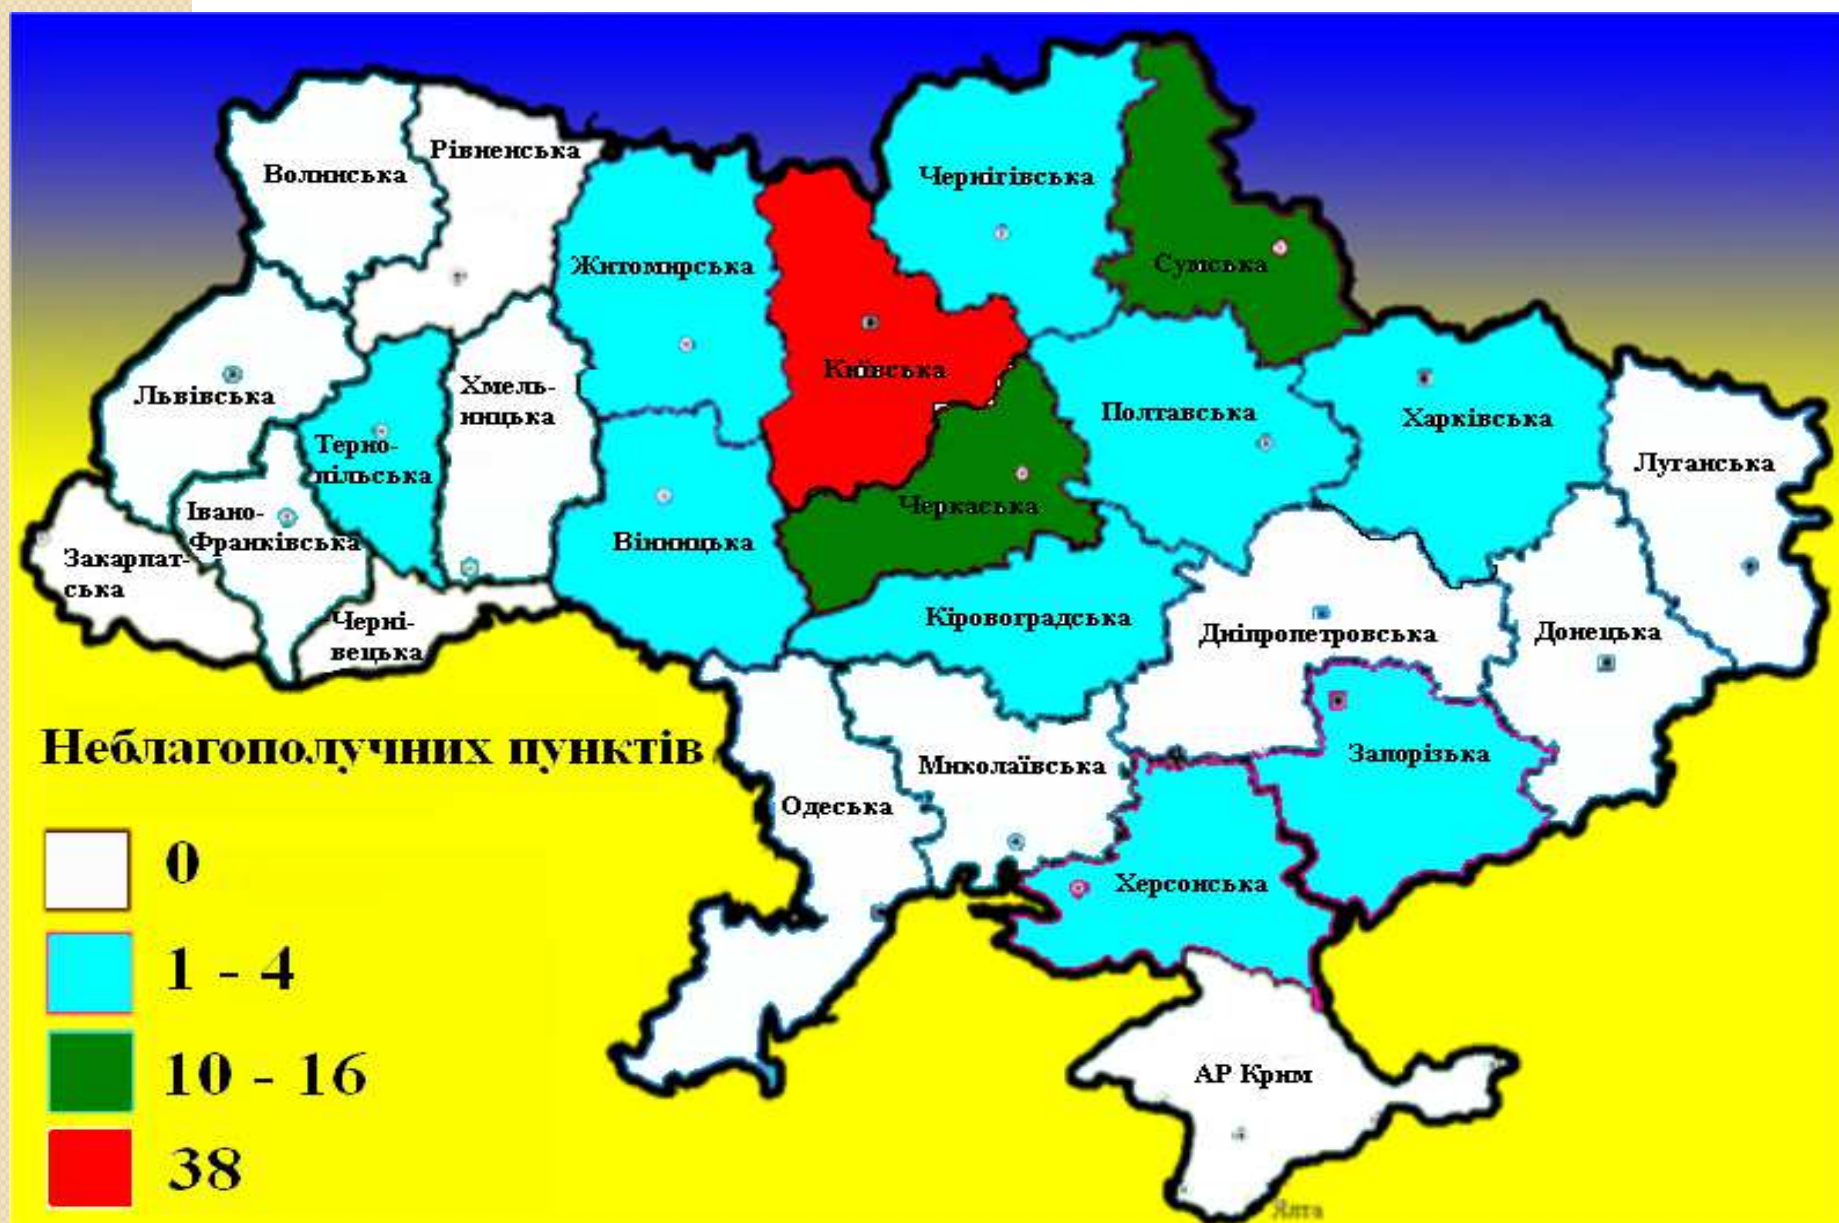 Волинська
Рівненська
Чернігівська
Житомирська
Сумська
Львівська
Хмель-
ницька
Київська
Терно-
пільська
Полтавська
Харківська
Луганська
Івано-
Франківська
Закарпат-
ська
Черкаська
Вінницька
Черні-
вецька
Кіровоградська
Дніпропетровська
Донецька
Запорізька
Миколаївська
Одеська
Херсонська
АР Крим
Ялта
Неблагополучних пунктів
0
1 - 4
10 - 16
38